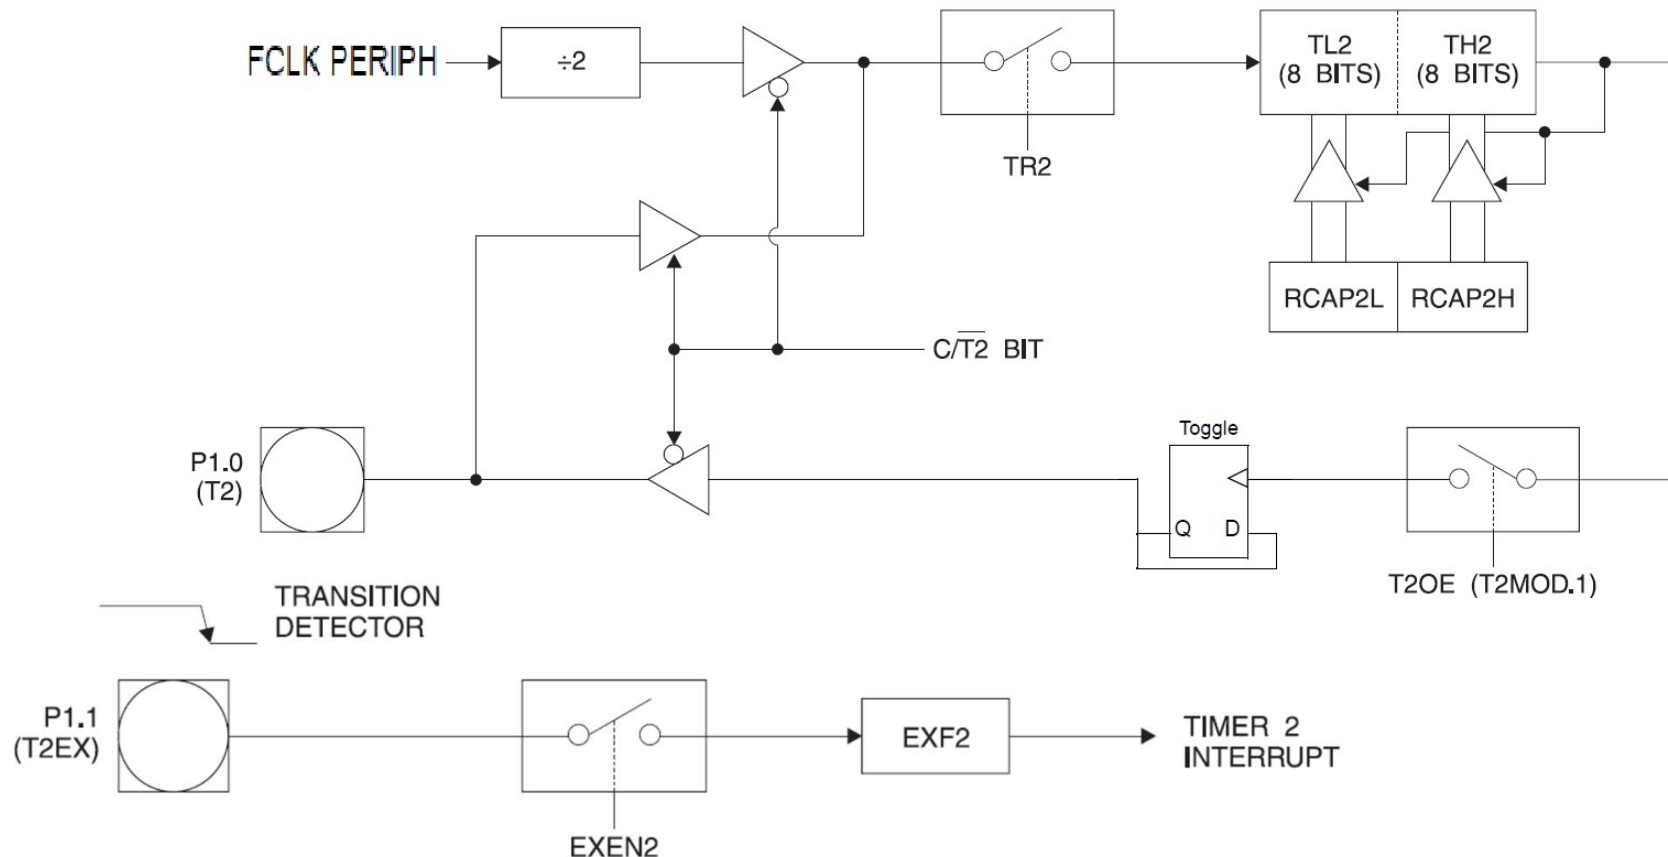 FCLK PERIPH
÷2
TR2
TL2
(8 BITS)
TH2
(8 BITS)
RCAP2L
RCAP2H
C/T2 BIT
Toggle
Q
D
P1.0
(T2)
T2OE (T2MOD.1)
TRANSITION
DETECTOR
P1.1
(T2EX)
EXF2
TIMER 2
INTERRUPT
EXEN2